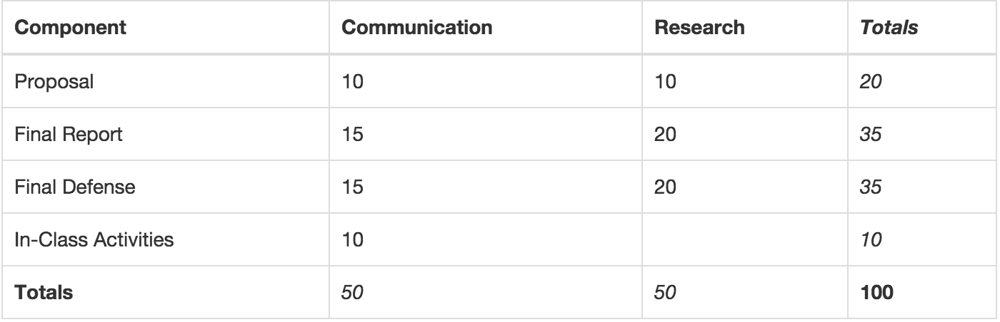 Component Communication Research Totals
Proposal 10 10 20
Final Report 15 20 35
Final Defense 15 20 35
In-Class Activities 10 10
Totals 50 50 100